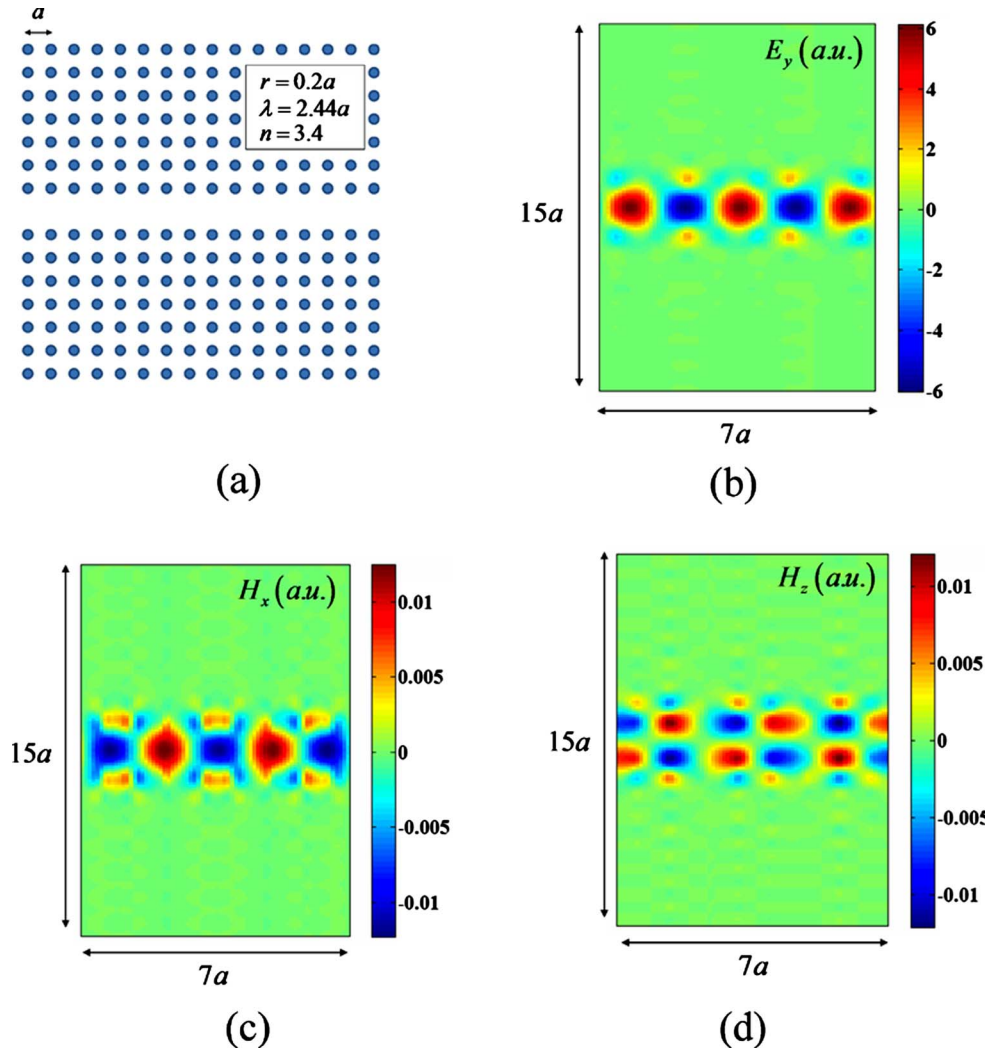 a
r = 0.2a
λ = 2.44a
n = 3.4
(a)
E_y (a.u.)
15a
7a
6
4
2
0
-2
-4
-6
(b)
H_x (a.u.)
15a
7a
0.01
0.005
0
-0.005
-0.01
(c)
H_z (a.u.)
15a
7a
0.01
0.005
0
-0.005
-0.01
(d)